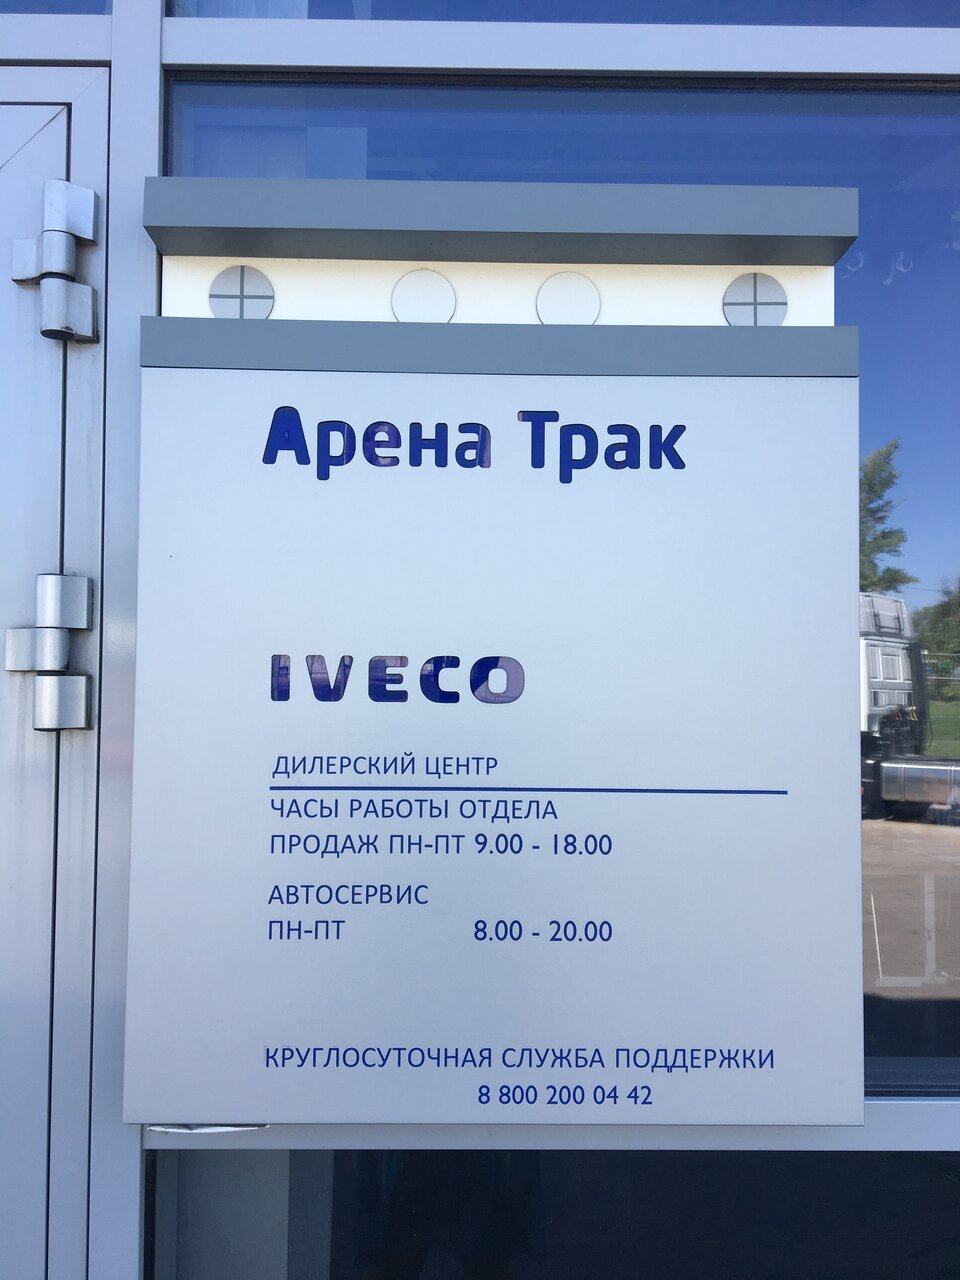 Арена Трак
IVECO
ДИЛЕРСКИЙ ЦЕНТР
ЧАСЫ РАБОТЫ ОТДЕЛА
ПРОДАЖ ПН-ПТ 9.00 - 18.00
АВТОСЕРВИС
ПН-ПТ 8.00 - 20.00
КРУГЛОСУТОЧНАЯ СЛУЖБА ПОДДЕРЖКИ
8 800 200 04 42